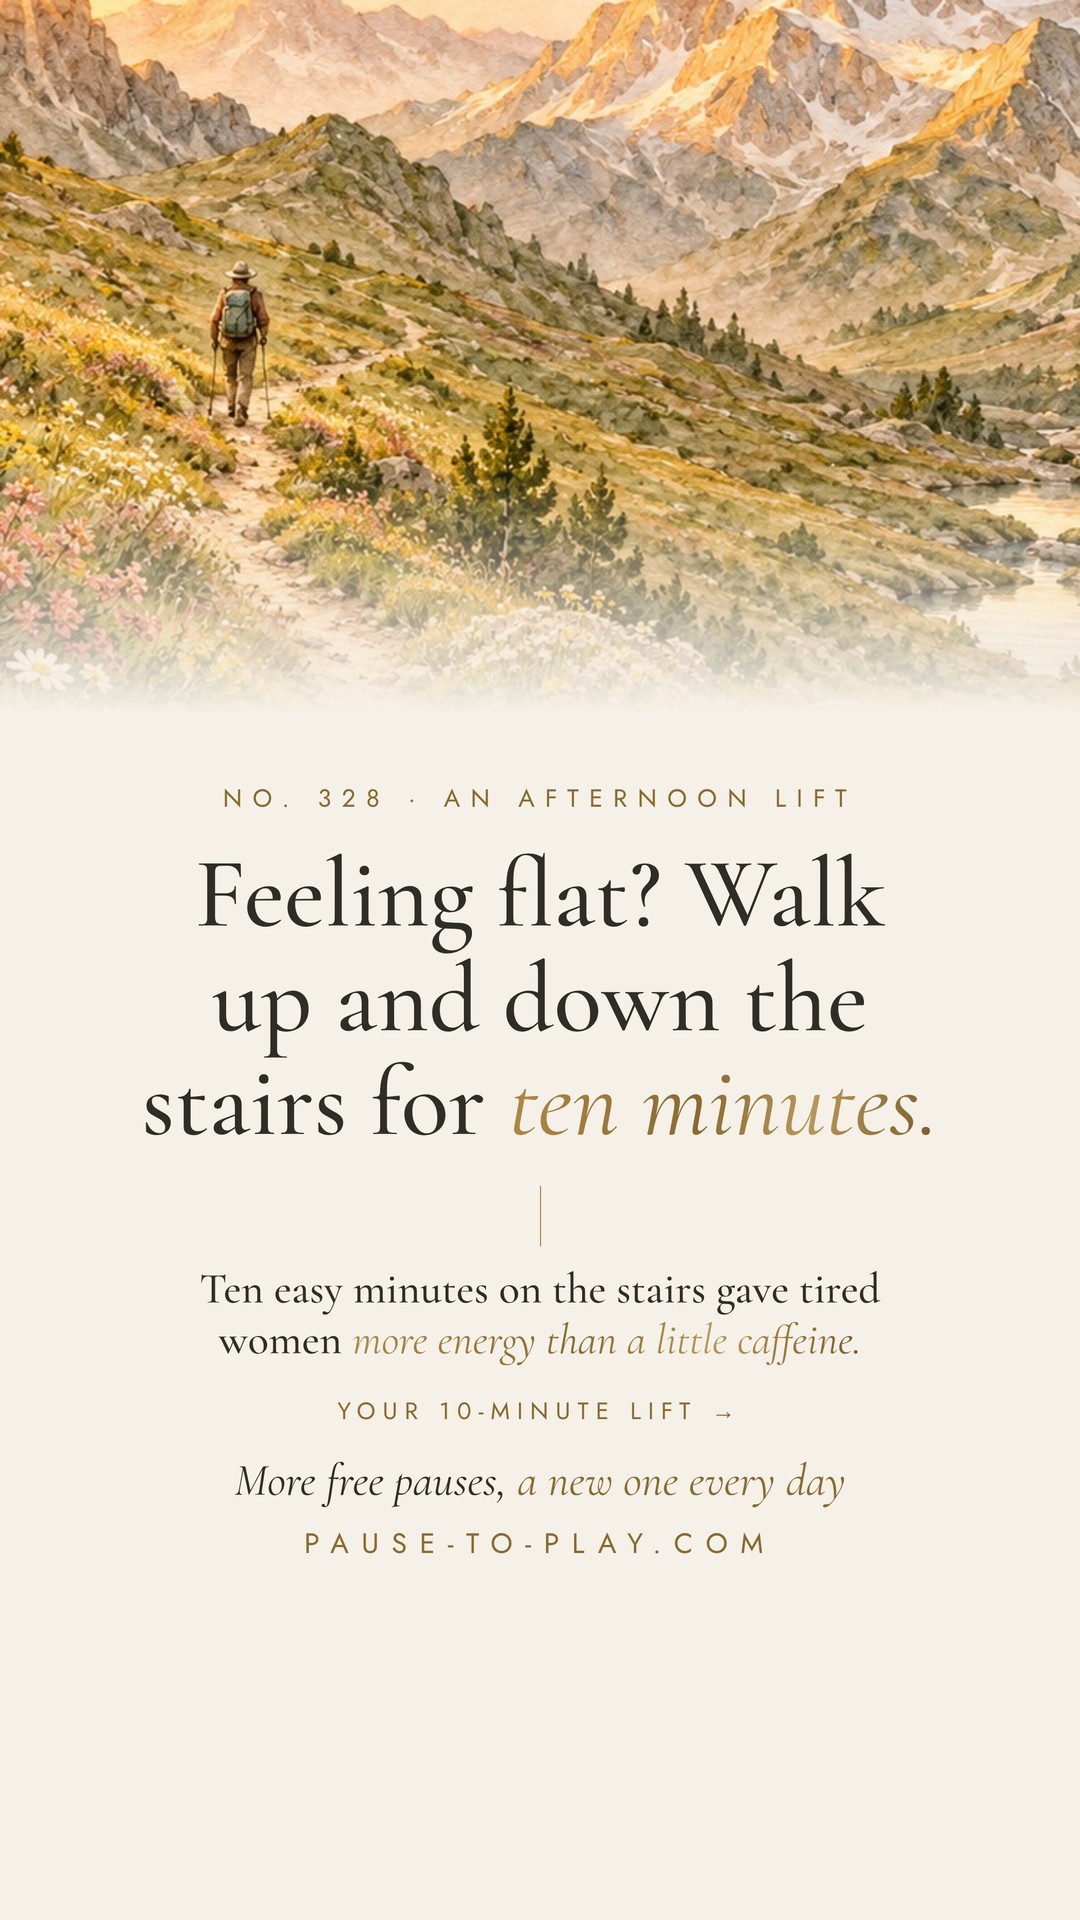 NO. 328 · AN AFTERNOON LIFT
Feeling flat? Walk
up and down the
stairs for ten minutes.
Ten easy minutes on the stairs gave tired
women more energy than a little caffeine.
YOUR 10-MINUTE LIFT →
More free pauses, a new one every day
PAUSE-TO-PLAY.COM